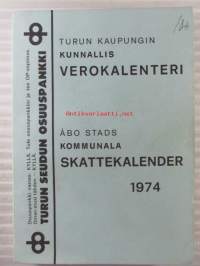 TURUN KAUPUNGIN
KUNNALLIS
VEROKALENTERI
ÅBO STADS
KOMMUNALA
SKATTEKALENDER
1974
TURUN SEUDUN OSUUSPANKKI